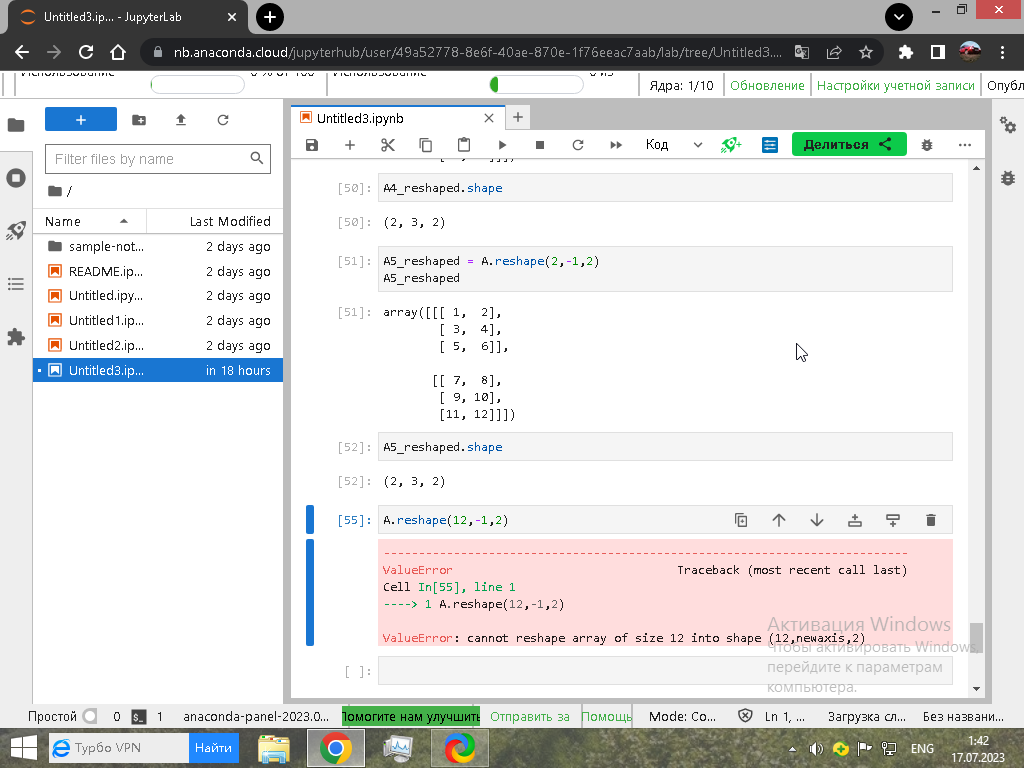 Untitled3.ip... - JupyterLab
nb.anaconda.cloud/jupyterhub/user/49a52778-8e6f-40ae-870e-1f76eeac7aab/lab/tree/Untitled3....
Использование 0 % от 100 Использование 0 из
Ядра: 1/10 Обновление Настройки учетной записи Опубл
+
Untitled3.ipynb
Код
Делиться
Filter files by name
/
Name Last Modified
sample-not... 2 days ago
README.ip... 2 days ago
Untitled.ipy... 2 days ago
Untitled1.ip... 2 days ago
Untitled2.ip... 2 days ago
Untitled3.ip... in 18 hours
[50]: A4_reshaped.shape
[50]: (2, 3, 2)
[51]: A5_reshaped = A.reshape(2,-1,2)
A5_reshaped
[51]: array([[[ 1,  2],
[ 3,  4],
[ 5,  6]],
[[ 7,  8],
[ 9, 10],
[11, 12]]])
[52]: A5_reshaped.shape
[52]: (2, 3, 2)
[55]: A.reshape(12,-1,2)
---------------------------------------------------------------------------
ValueError Traceback (most recent call last)
Cell In[55], line 1
----> 1 A.reshape(12,-1,2)
ValueError: cannot reshape array of size 12 into shape (12,newaxis,2)
[ ]:
Активация Windows
Чтобы активировать Windows,
перейдите к параметрам
компьютера.
Простой 0 $_ 1 anaconda-panel-2023.0... Помогите нам улучшить Отправить за Помощь Mode: Co... Ln 1, ... Загрузка сл... Без названи...
Турбо VPN Найти
ENG
1:42
17.07.2023